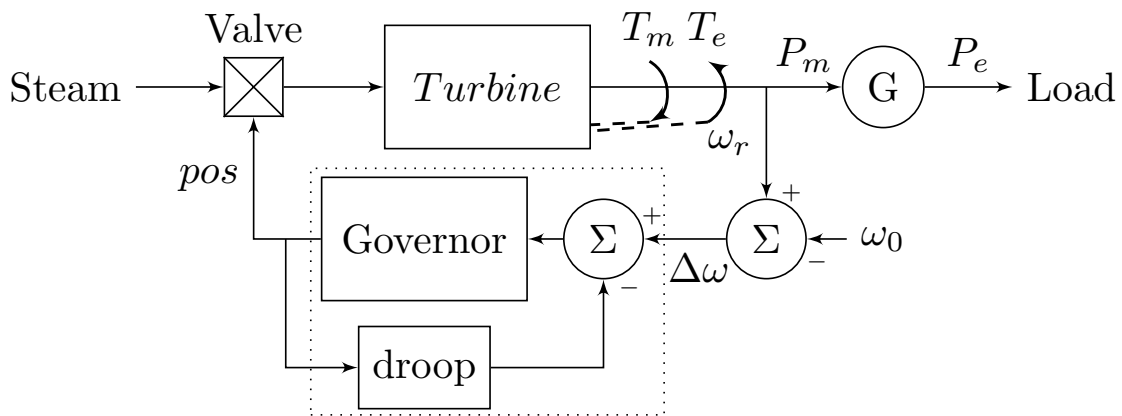 Valve
Steam
Turbine
T_m T_e
P_m
G
P_e
Load
ω_r
pos
Governor
Σ
+
−
Δω
Σ
+
−
ω_0
droop